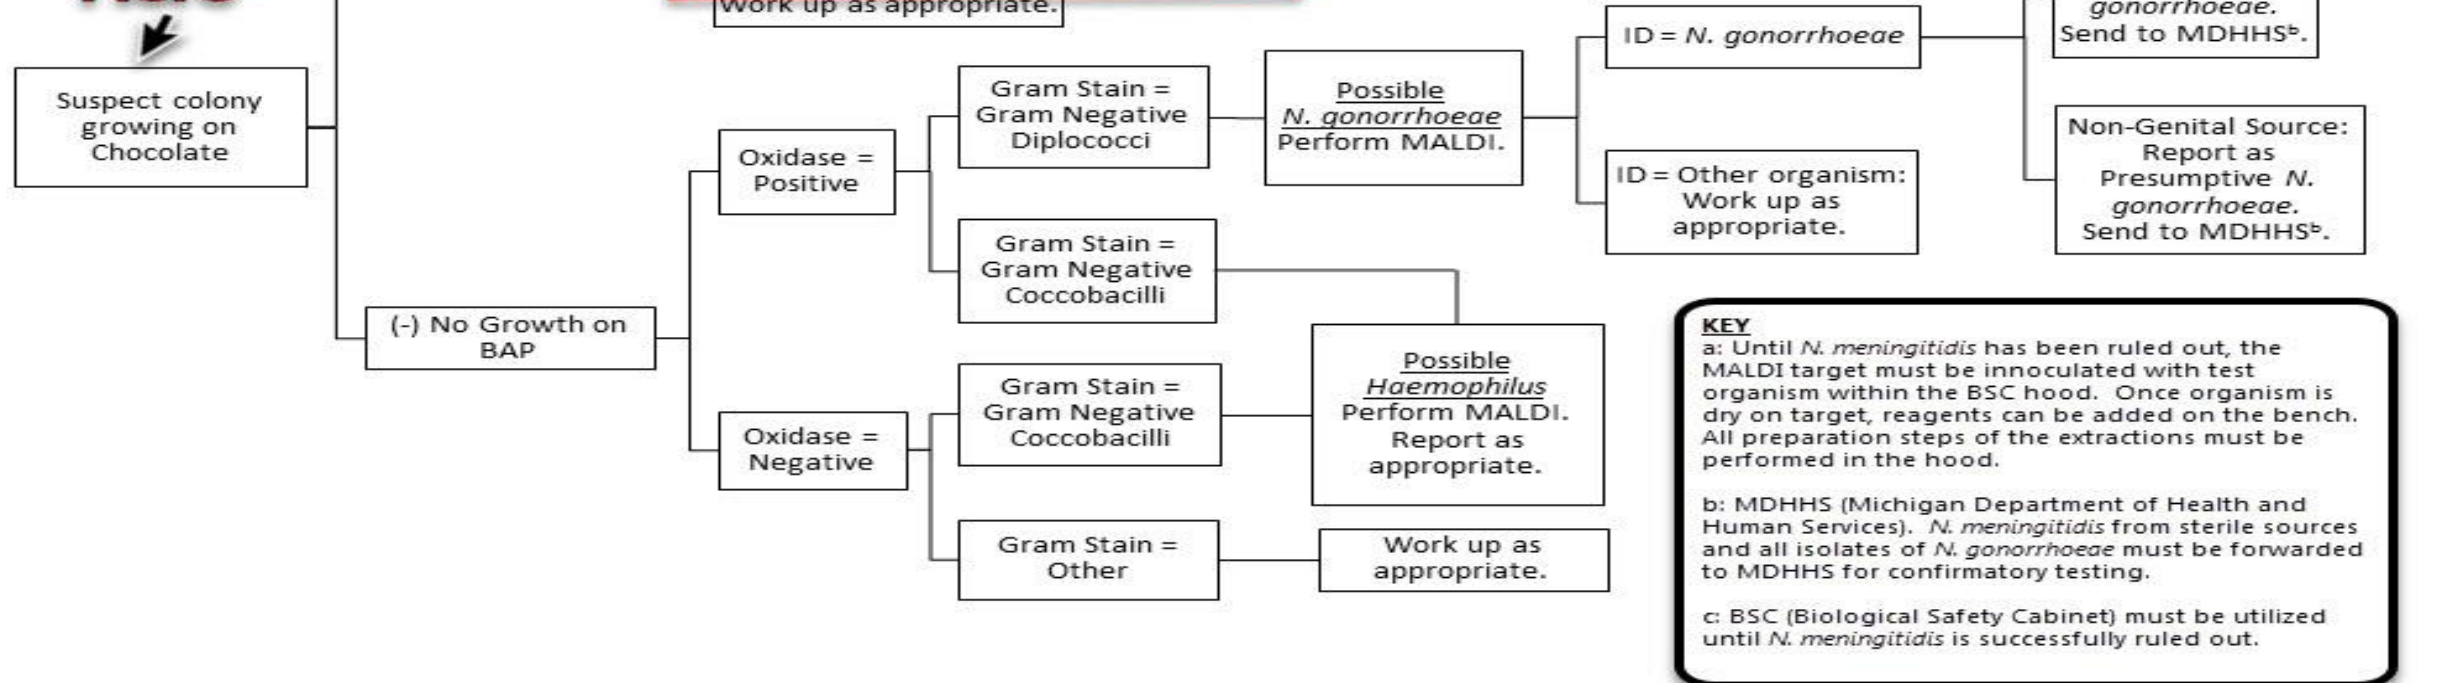 Work up as appropriate.
Suspect colony
growing on
Chocolate
(-) No Growth on
BAP
Oxidase =
Positive
Oxidase =
Negative
Gram Stain =
Gram Negative
Diplococci
Gram Stain =
Gram Negative
Coccobacilli
Gram Stain =
Gram Negative
Coccobacilli
Gram Stain =
Other
Possible
N. gonorrhoeae
Perform MALDI.
Possible
Haemophilus
Perform MALDI.
Report as
appropriate.
Work up as
appropriate.
ID = N. gonorrhoeae
ID = Other organism:
Work up as
appropriate.
gonorrhoeae.
Send to MDHHSᵇ.
Non-Genital Source:
Report as
Presumptive N.
gonorrhoeae.
Send to MDHHSᵇ.
KEY
a: Until N. meningitidis has been ruled out, the
MALDI target must be innoculated with test
organism within the BSC hood.  Once organism is
dry on target, reagents can be added on the bench.
All preparation steps of the extractions must be
performed in the hood.
b: MDHHS (Michigan Department of Health and
Human Services).  N. meningitidis from sterile sources
and all isolates of N. gonorrhoeae must be forwarded
to MDHHS for confirmatory testing.
c: BSC (Biological Safety Cabinet) must be utilized
until N. meningitidis is successfully ruled out.